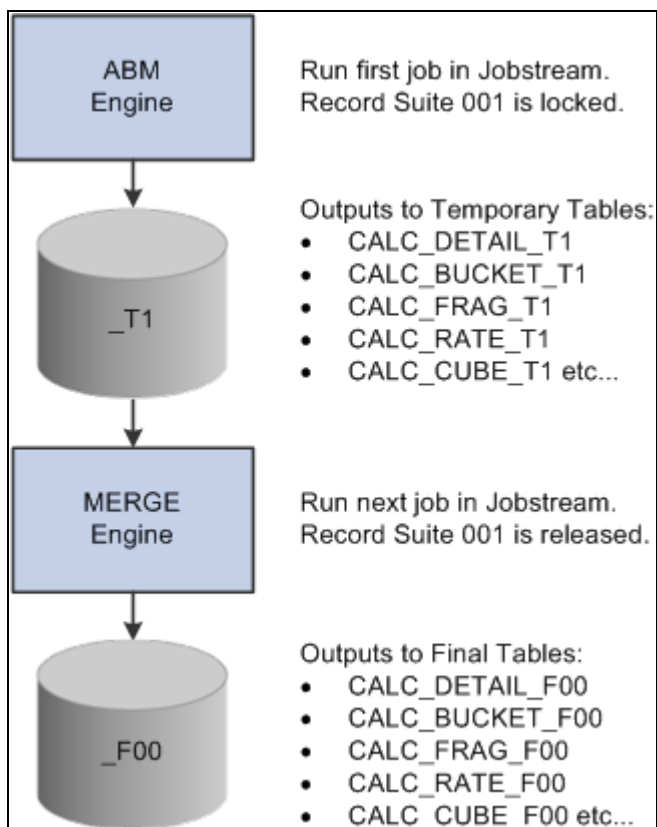 ABM
Engine
Run first job in Jobstream.
Record Suite 001 is locked.
_T1
Outputs to Temporary Tables:
• CALC_DETAIL_T1
• CALC_BUCKET_T1
• CALC_FRAG_T1
• CALC_RATE_T1
• CALC_CUBE_T1 etc...
MERGE
Engine
Run next job in Jobstream.
Record Suite 001 is released.
_F00
Outputs to Final Tables:
• CALC_DETAIL_F00
• CALC_BUCKET_F00
• CALC_FRAG_F00
• CALC_RATE_F00
• CALC_CUBE_F00 etc...